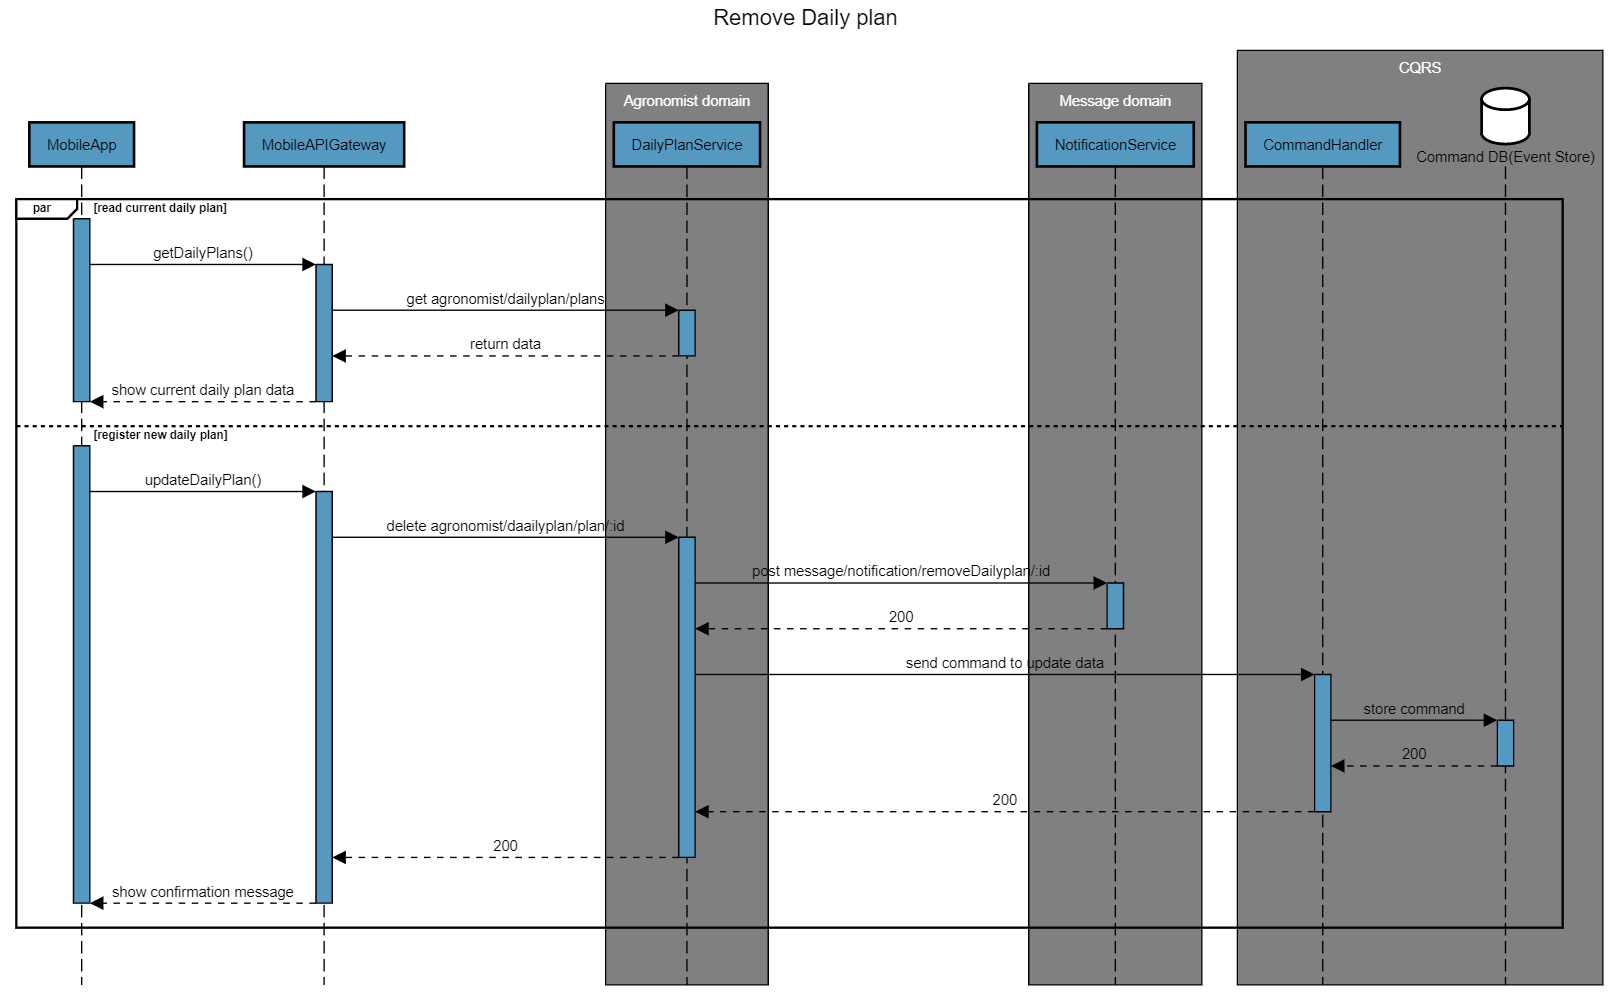 Remove Daily plan
CQRS
Agronomist domain
Message domain
MobileApp
MobileAPIGateway
DailyPlanService
NotificationService
CommandHandler
Command DB(Event Store)
par
[read current daily plan]
getDailyPlans()
get agronomist/dailyplan/plans
return data
show current daily plan data
[register new daily plan]
updateDailyPlan()
delete agronomist/daailyplan/plan/:id
post message/notification/removeDailyplan/:id
200
send command to update data
store command
200
200
200
show confirmation message